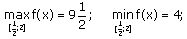 max f(x) = 9 1/2 ;  min f(x) = 4;
[1/2;2]  [1/2;2]